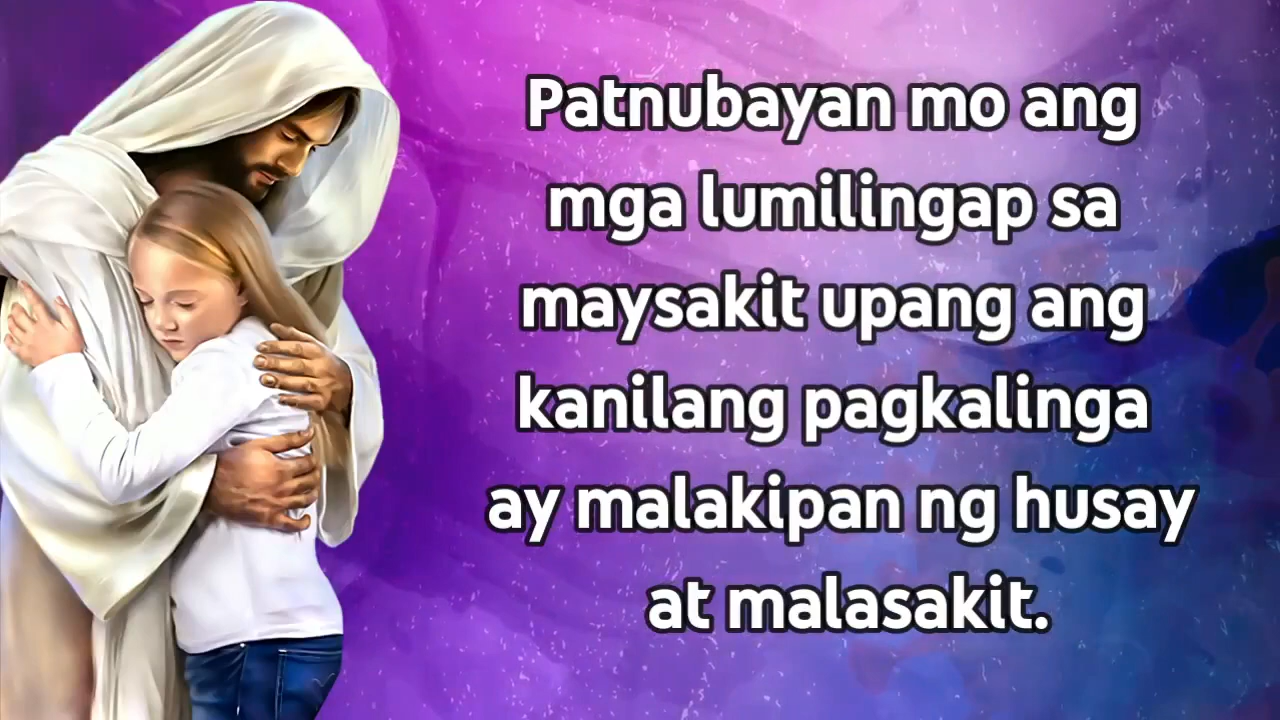 Patnubayan mo ang
mga lumilingap sa
maysakit upang ang
kanilang pagkalinga
ay malakipan ng husay
at malasakit.